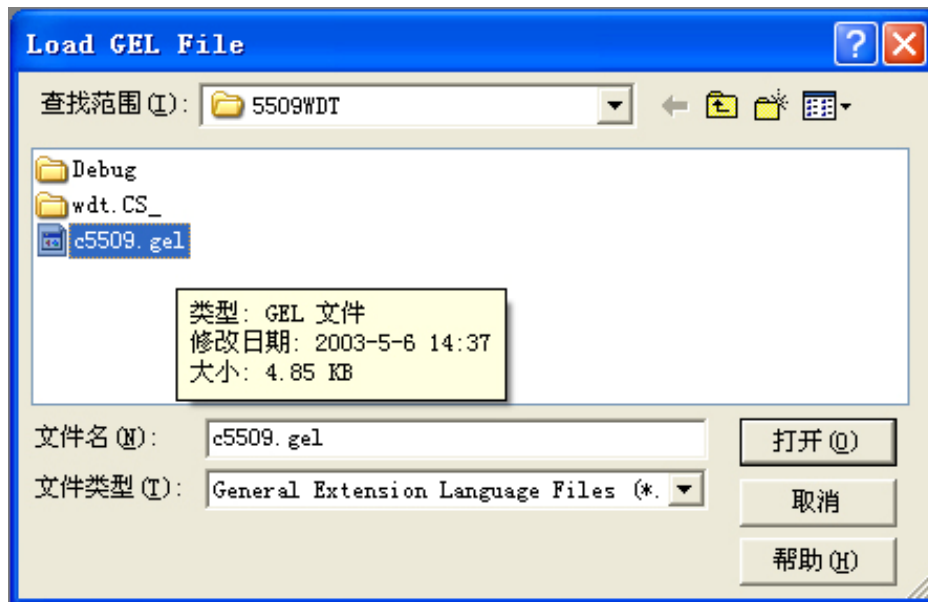 Load GEL File
查找范围(I): 5509WDT
Debug
wdt.CS_
c5509.gel
类型: GEL 文件
修改日期: 2003-5-6 14:37
大小: 4.85 KB
文件名(N): c5509.gel 打开(O)
文件类型(T): General Extension Language Files (*. 取消
帮助(H)